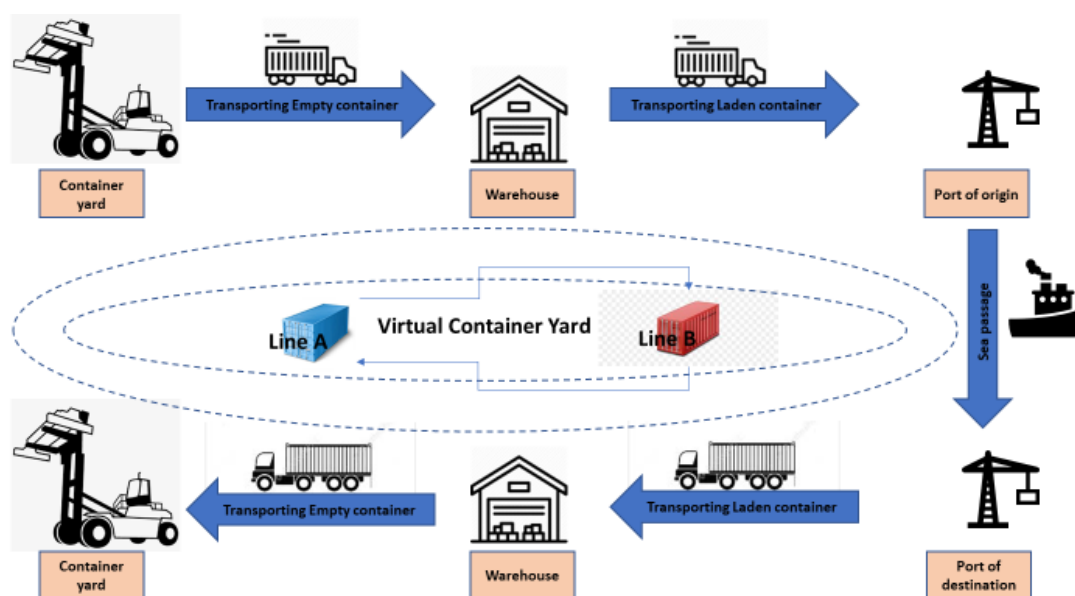 Transporting Empty container
Transporting Laden container
Container
yard
Warehouse
Port of origin
Line A
Virtual Container Yard
Line B
Sea passage
Transporting Empty container
Transporting Laden container
Container
yard
Warehouse
Port of
destination